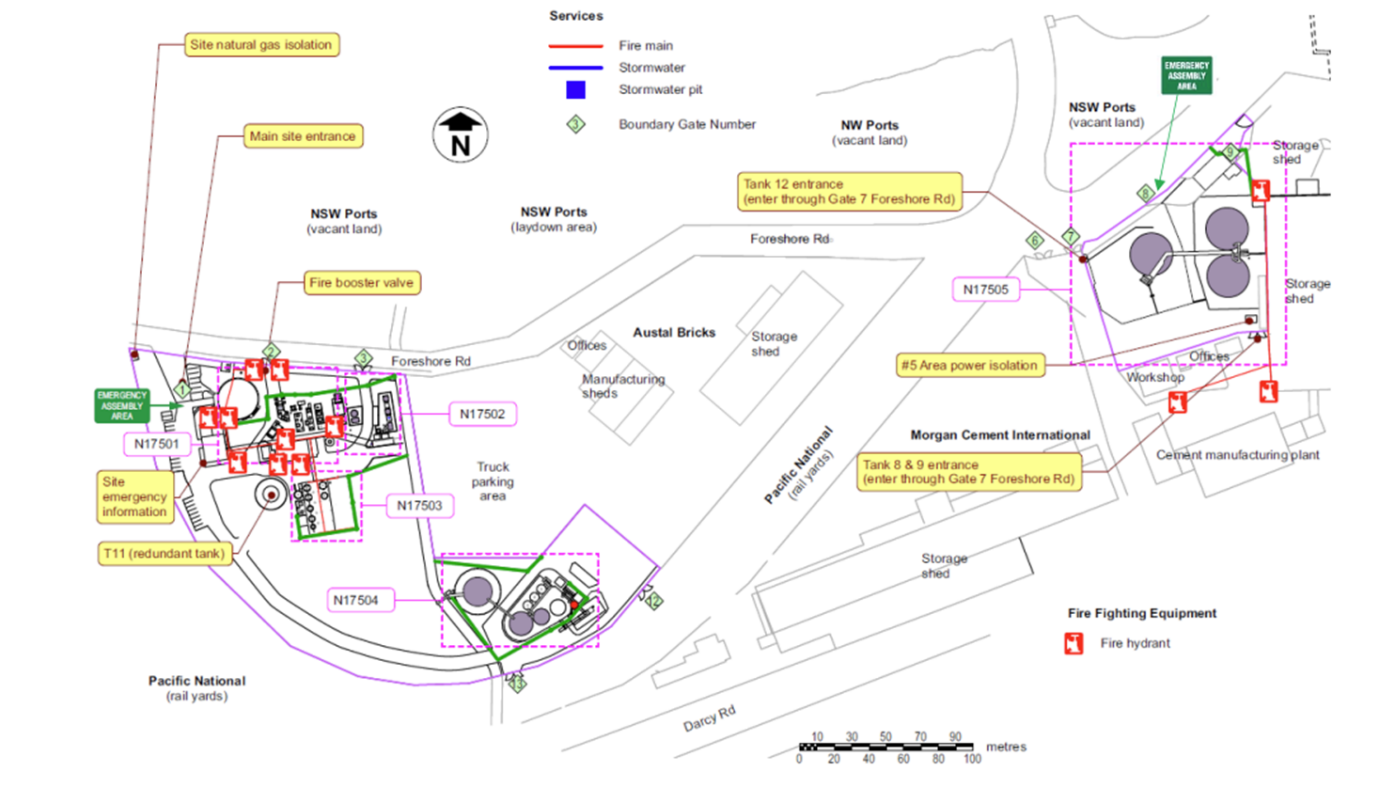 Services
Fire main
Stormwater
Stormwater pit
3
Boundary Gate Number
N
Site natural gas isolation
Main site entrance
NSW Ports
(vacant land)
NSW Ports
(laydown area)
NW Ports
(vacant land)
NSW Ports
(vacant land)
EMERGENCY
ASSEMBLY
AREA
Storage
shed
9
8
Tank 12 entrance
(enter through Gate 7 Foreshore Rd)
Foreshore Rd
6
7
N17505
Storage
shed
Fire booster valve
Austal Bricks
Storage
shed
Offices
Manufacturing
sheds
#5 Area power isolation
Offices
Workshop
2
3
Foreshore Rd
1
EMERGENCY
ASSEMBLY
AREA
N17501
N17502
Site
emergency
information
Truck
parking
area
N17503
T11 (redundant tank)
N17504
Pacific National
(rail yards)
Morgan Cement International
Cement manufacturing plant
Tank 8 & 9 entrance
(enter through Gate 7 Foreshore Rd)
Storage
shed
12
13
Pacific National
(rail yards)
Darcy Rd
Fire Fighting Equipment
Fire hydrant
10 30 50 70 90
metres
0 20 40 60 80 100